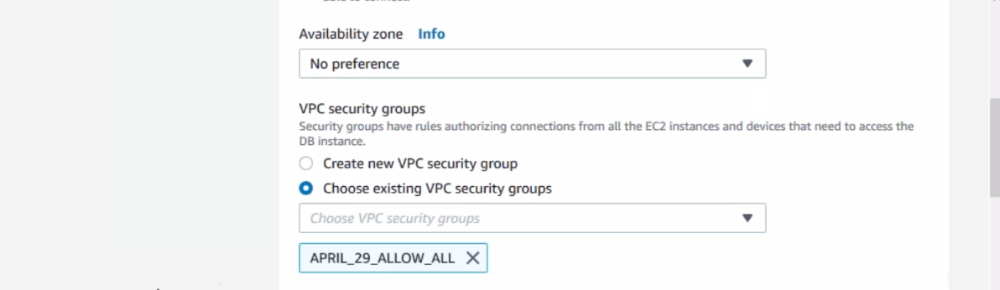 Availability zone Info
No preference
VPC security groups
Security groups have rules authorizing connections from all the EC2 instances and devices that need to access the
DB instance.
Create new VPC security group
Choose existing VPC security groups
Choose VPC security groups
APRIL_29_ALLOW_ALL